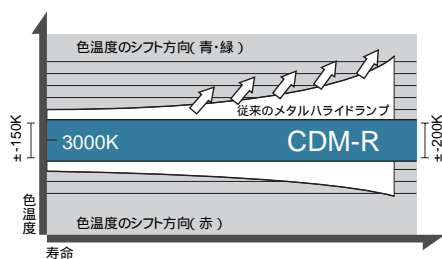 色温度のシフト方向(青・緑)
従来のメタルハライドランプ
±-150K
3000K
CDM-R
±-200K
色温度
色温度のシフト方向(赤)
寿命